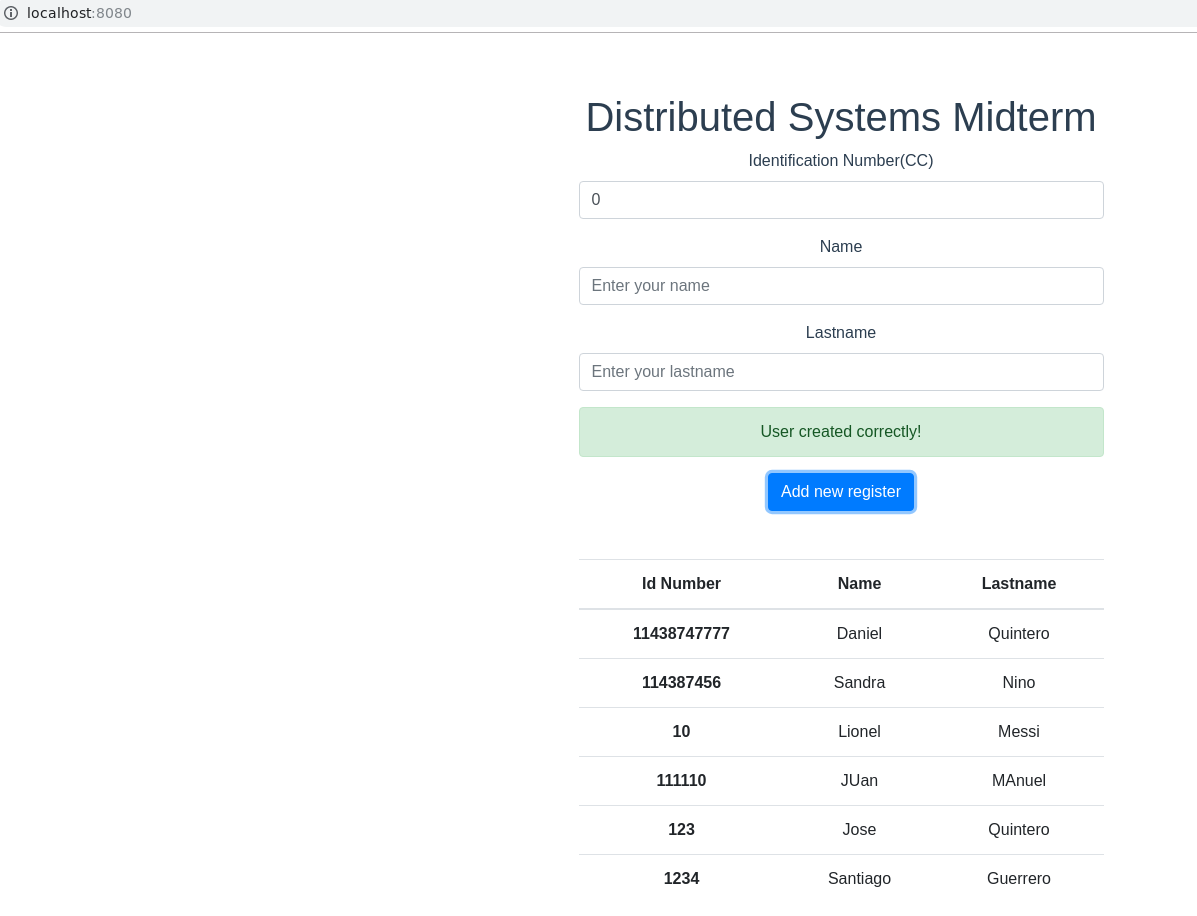 localhost:8080
Distributed Systems Midterm
Identification Number(CC)
0
Name
Enter your name
Lastname
Enter your lastname
User created correctly!
Add new register
Id Number Name Lastname
11438747777 Daniel Quintero
114387456 Sandra Nino
10 Lionel Messi
111110 JUan MAnuel
123 Jose Quintero
1234 Santiago Guerrero